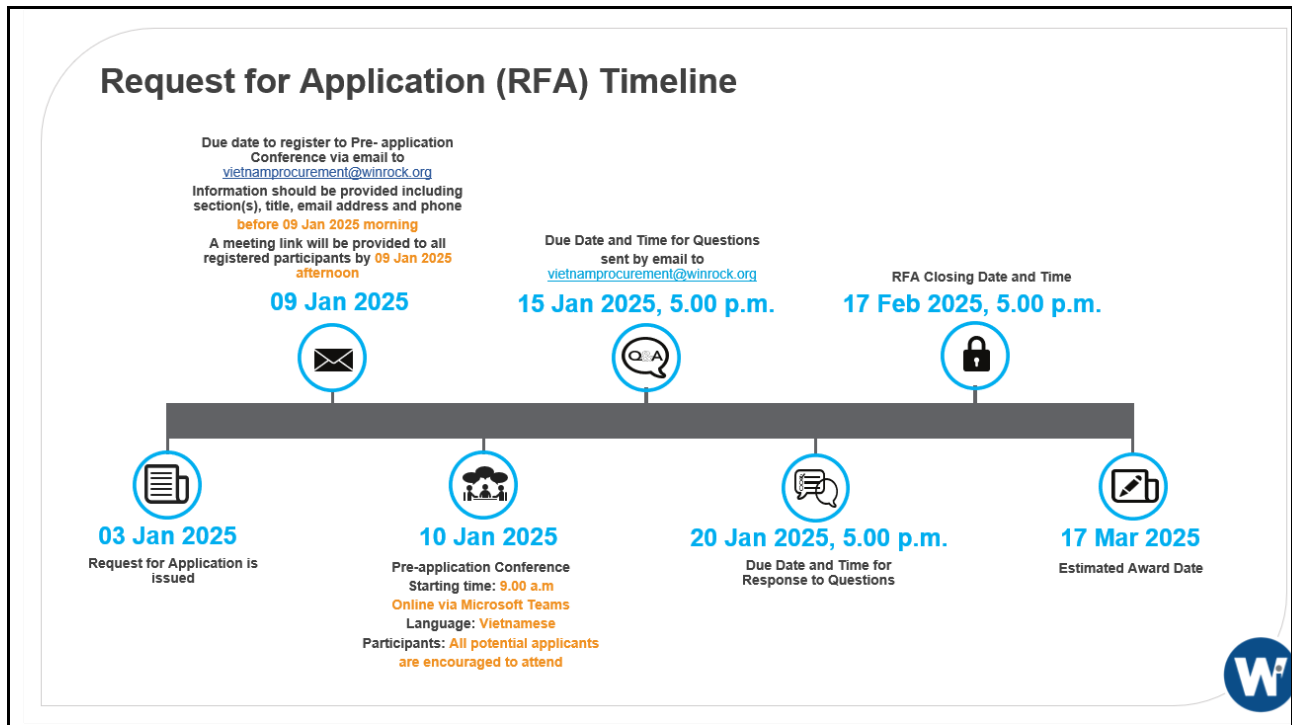 Request for Application (RFA) Timeline
Due date to register to Pre- application
Conference via email to
vietnamprocurement@winrock.org
Information should be provided including
section(s), title, email address and phone
before 09 Jan 2025 morning
A meeting link will be provided to all
registered participants by 09 Jan 2025
afternoon
09 Jan 2025
Due Date and Time for Questions
sent by email to
vietnamprocurement@winrock.org
15 Jan 2025, 5.00 p.m.
Q&A
RFA Closing Date and Time
17 Feb 2025, 5.00 p.m.
03 Jan 2025
Request for Application is
issued
10 Jan 2025
Pre-application Conference
Starting time: 9.00 a.m
Online via Microsoft Teams
Language: Vietnamese
Participants: All potential applicants
are encouraged to attend
20 Jan 2025, 5.00 p.m.
Due Date and Time for
Response to Questions
17 Mar 2025
Estimated Award Date
W